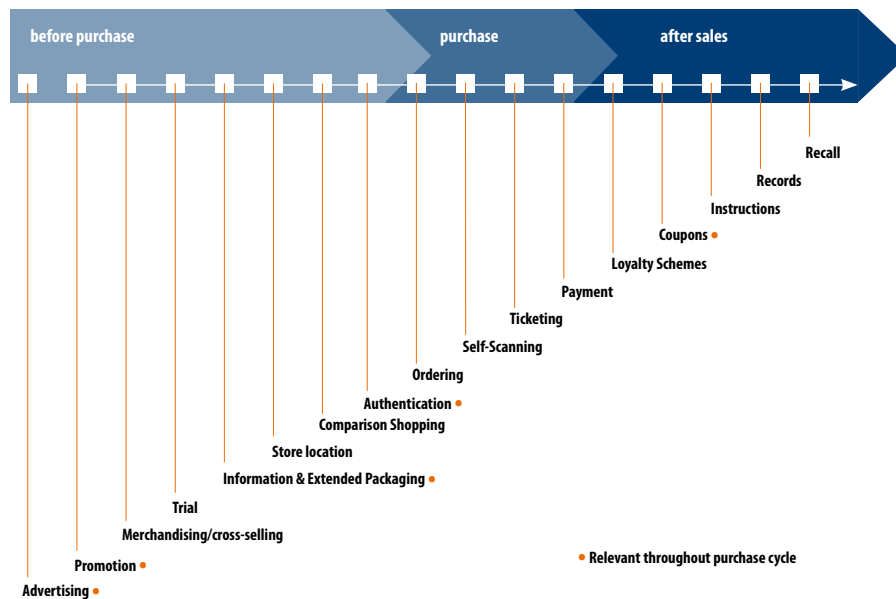 before purchase
purchase
after sales
Recall
Records
Instructions
Coupons •
Loyalty Schemes
Payment
Ticketing
Self-Scanning
Ordering
Authentication •
Comparison Shopping
Store location
Information & Extended Packaging •
Trial
Merchandising/cross-selling
• Relevant throughout purchase cycle
Promotion •
Advertising •